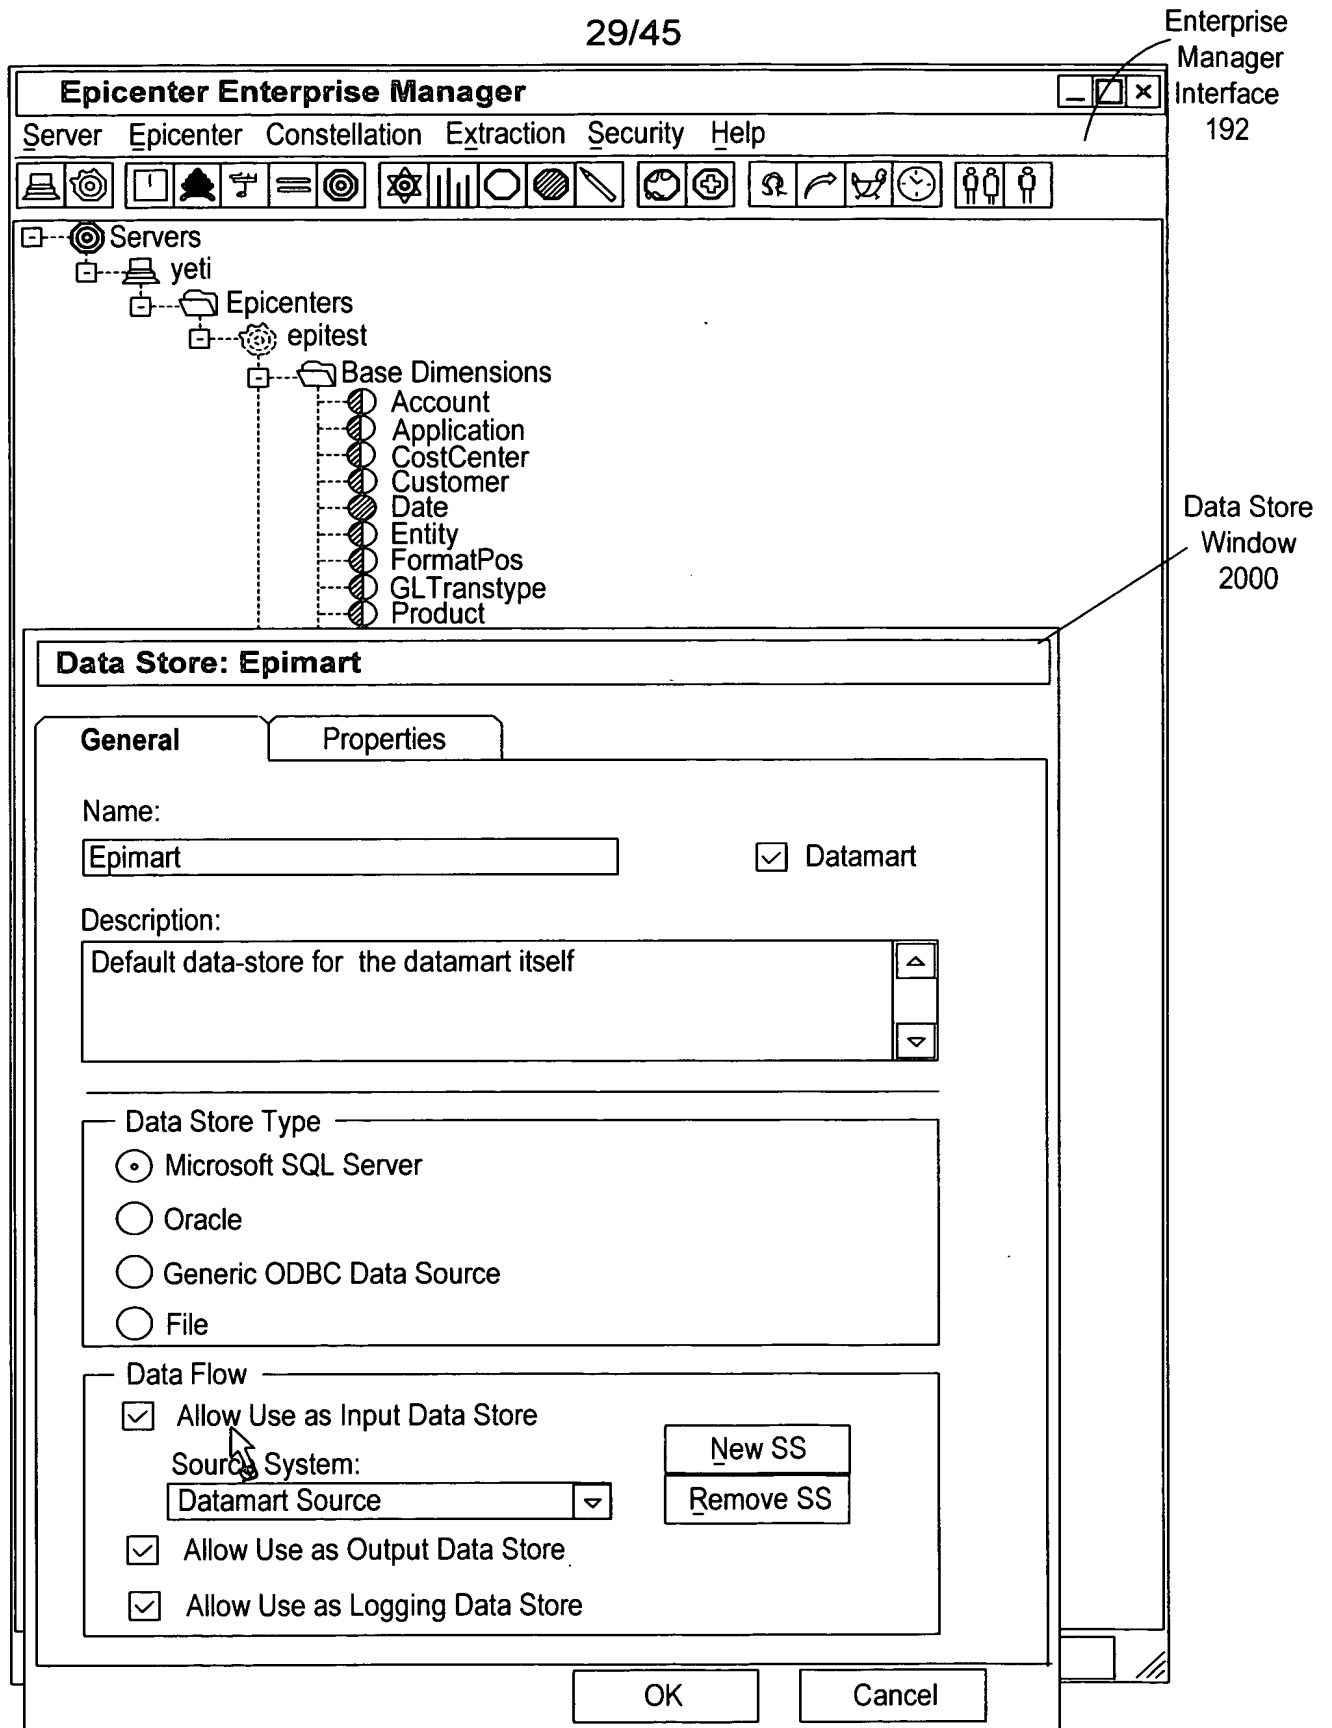 29/45
Enterprise
Manager
Interface
192
Epicenter Enterprise Manager
Server Epicenter Constellation Extraction Security Help
Servers
yeti
Epicenters
epitest
Base Dimensions
Account
Application
CostCenter
Customer
Date
Entity
FormatPos
GLTranstype
Product
Data Store
Window
2000
Data Store: Epimart
General Properties
Name:
Epimart
Datamart
Description:
Default data-store for the datamart itself
Data Store Type
Microsoft SQL Server
Oracle
Generic ODBC Data Source
File
Data Flow
Allow Use as Input Data Store
New SS
Source System:
Datamart Source
Remove SS
Allow Use as Output Data Store
Allow Use as Logging Data Store
OK Cancel